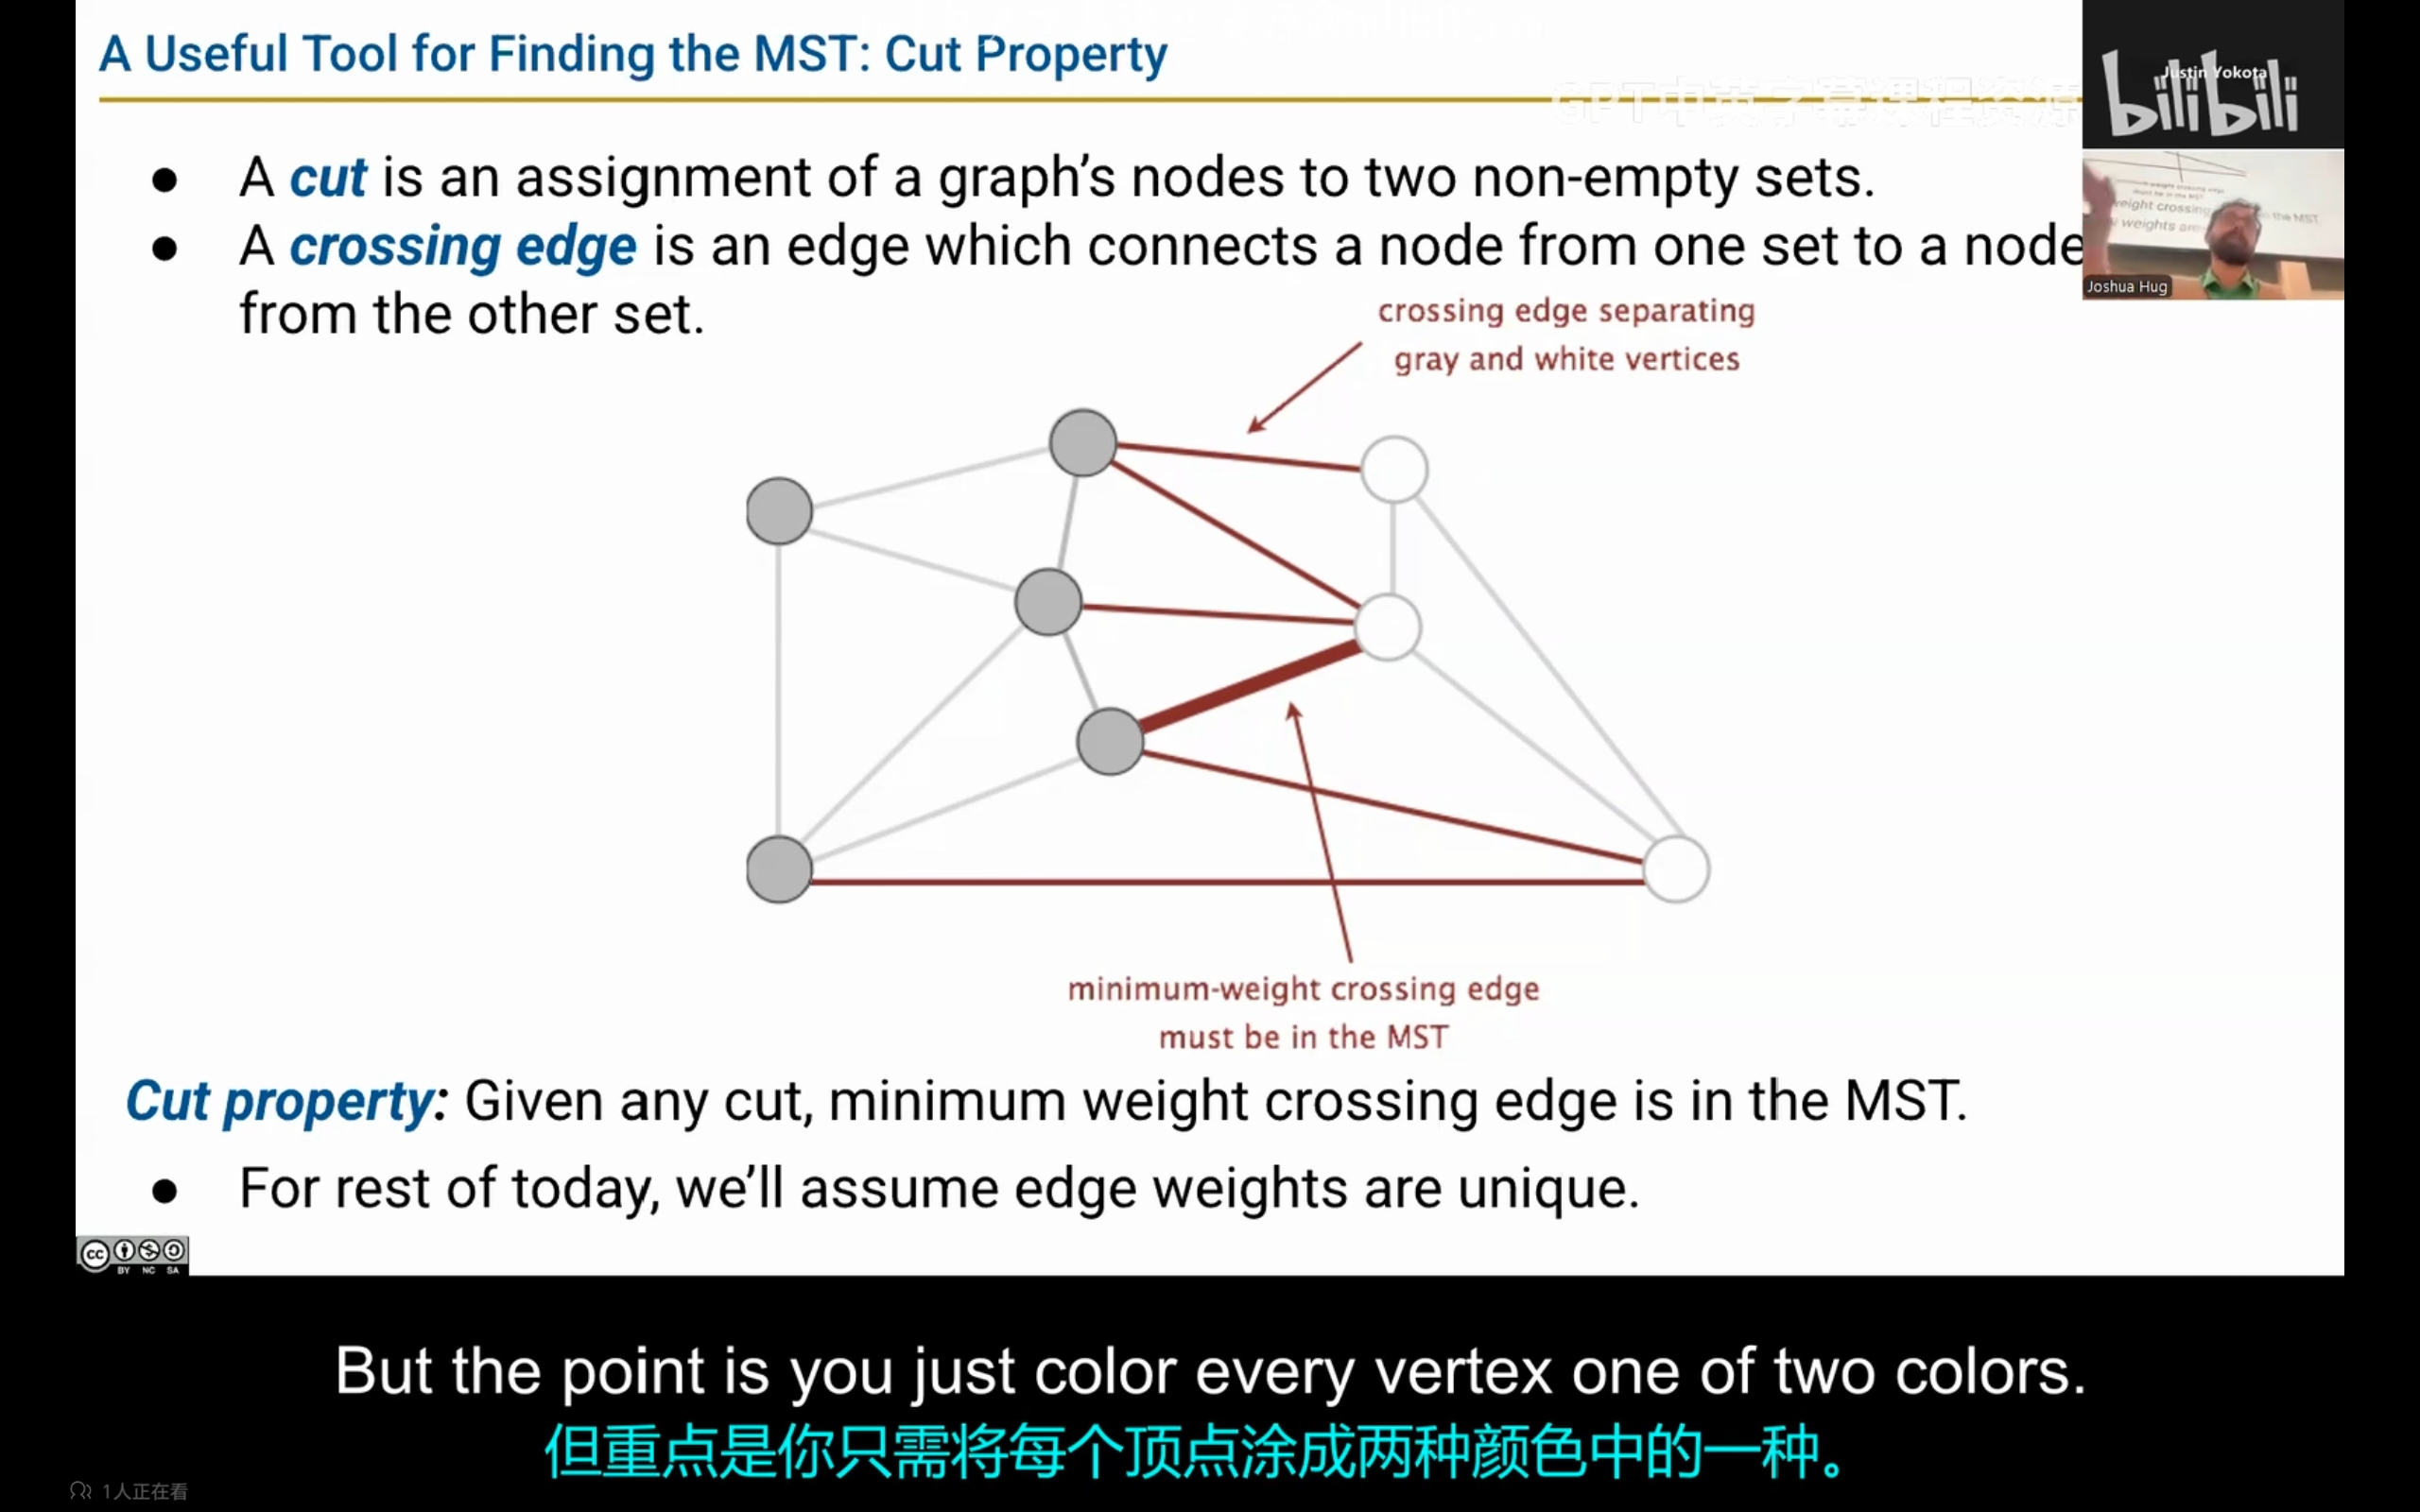 A Useful Tool for Finding the MST: Cut Property
GPT中英字幕课程资源
Justin Yokota
bilibili
● A cut is an assignment of a graph's nodes to two non-empty sets.
● A crossing edge is an edge which connects a node
from the other set.
Joshua Hug
crossing edge separating
gray and white vertices
minimum-weight crossing edge
must be in the MST
Cut property: Given any cut, minimum weight crossing edge is in the MST.
● For rest of today, we'll assume edge weights are unique.
cc
BY NC SA
But the point is you just color every vertex one of two colors.
但重点是你只需将每个顶点涂成两种颜色中的一种。
1人正在看